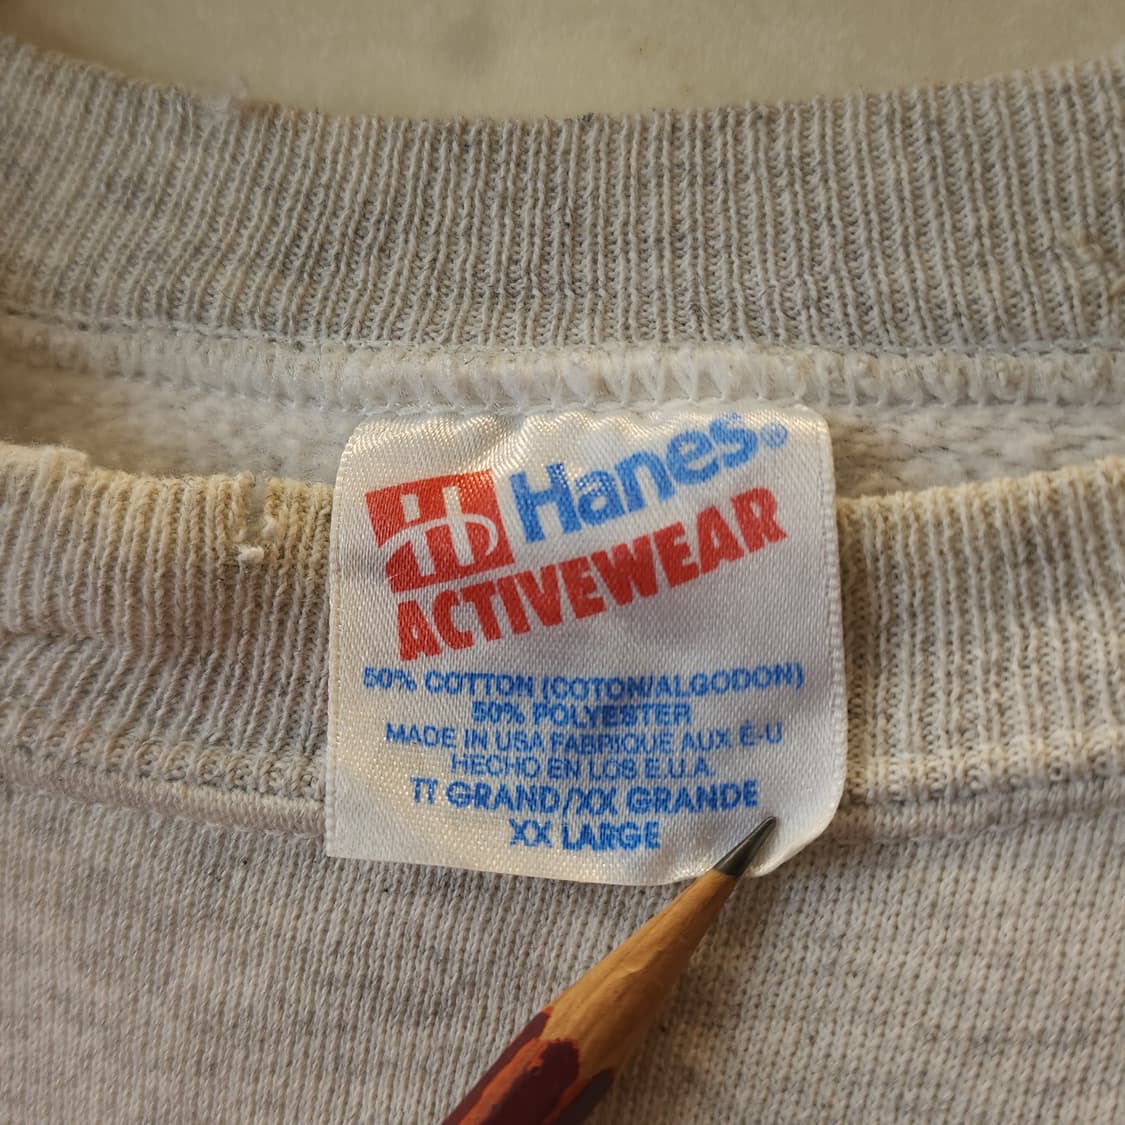 Hanes®
ACTIVEWEAR
50% COTTON (COTON/ALGODON)
50% POLYESTER
MADE IN USA FABRIQUE AUX É-U
HECHO EN LOS E.U.A
TT GRAND/XX GRANDE
XX LARGE